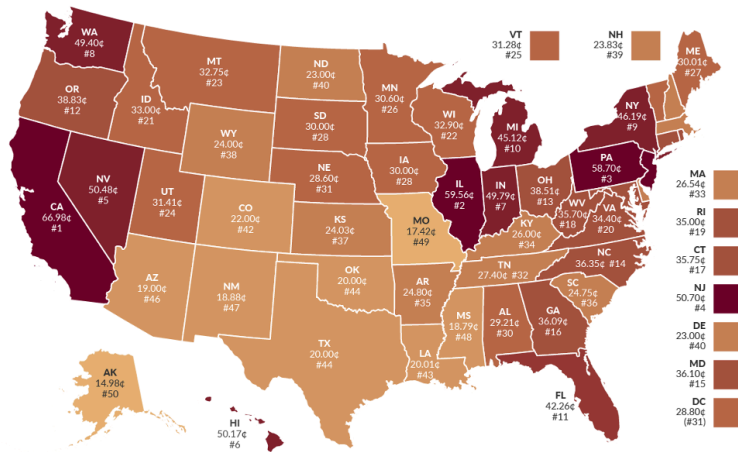 WA
49.40¢
#8
MT
32.75¢
#23
ND
23.00¢
#40
MN
30.60¢
#26
VT
31.28¢
#25
NH
23.83¢
#39
ME
30.01¢
#27
OR
38.83¢
#12
ID
33.00¢
#21
WY
24.00¢
#38
SD
30.00¢
#28
WI
32.90¢
#22
MI
45.12¢
#10
NY
46.19¢
#9
CA
66.98¢
#1
NV
50.48¢
#5
UT
31.41¢
#24
CO
22.00¢
#42
NE
28.60¢
#31
IA
30.00¢
#28
IL
59.56¢
#2
IN
49.79¢
#7
OH
38.51¢
#13
PA
58.70¢
#3
KS
24.03¢
#37
MO
17.42¢
#49
KY
26.00¢
#34
WV
35.70¢
#18
VA
34.40¢
#20
AZ
19.00¢
#46
NM
18.88¢
#47
OK
20.00¢
#44
AR
24.80¢
#35
TN
27.40¢ #32
NC
36.35¢ #14
SC
24.75¢
#36
TX
20.00¢
#44
LA
20.01¢
#43
MS
18.79¢
#48
AL
29.21¢
#30
GA
36.09¢
#16
FL
42.26¢
#11
AK
14.98¢
#50
HI
50.17¢
#6
MA
26.54¢
#33
RI
35.00¢
#19
CT
35.75¢
#17
NJ
50.70¢
#4
DE
23.00¢
#40
MD
36.10¢
#15
DC
28.80¢
(#31)